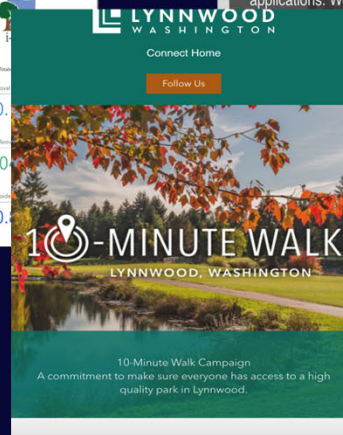 applications. W
LYNNWOOD
WASHINGTON
Connect Home
Follow Us
10-MINUTE WALK
LYNNWOOD, WASHINGTON
10-Minute Walk Campaign
A commitment to make sure everyone has access to a high
quality park in Lynnwood.